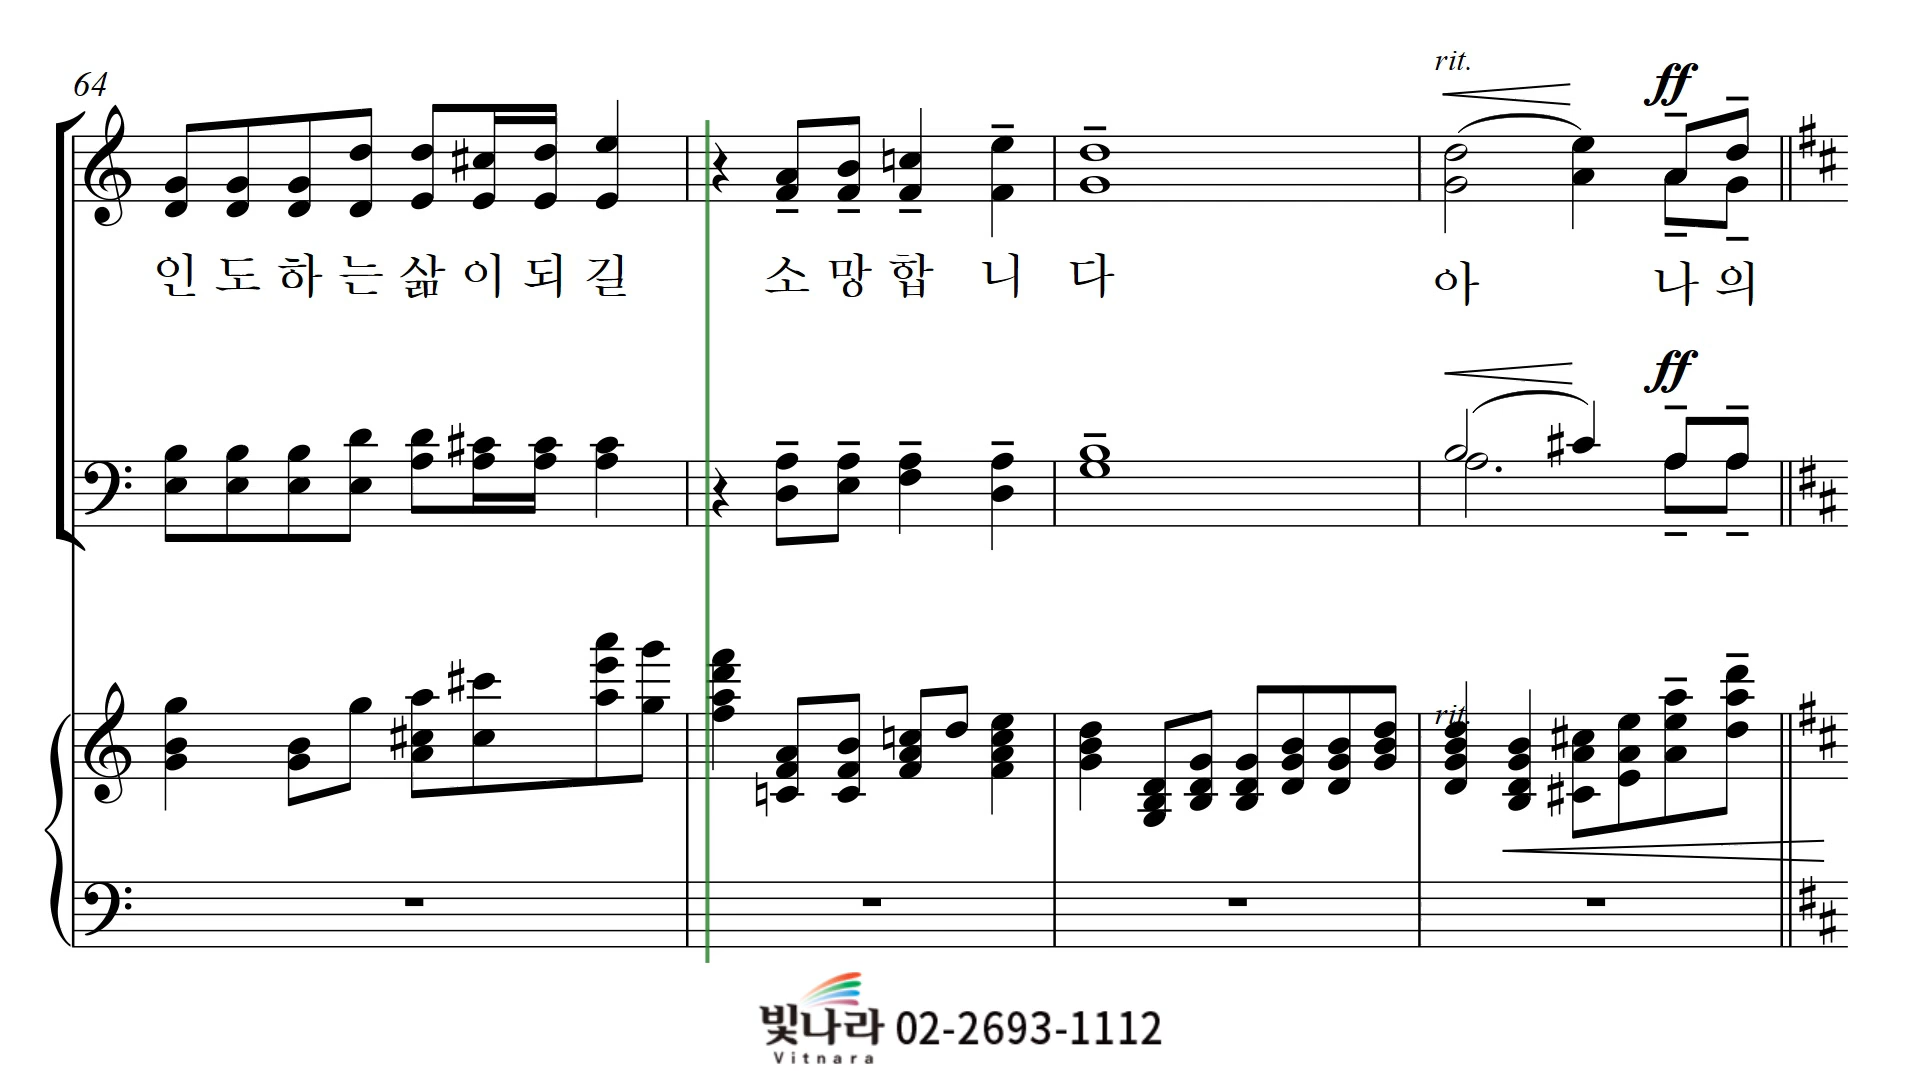 rit.
64
ff
인 도 하 는 삶 이 되 길 소 망 합 니 다 아 나 의
ff
rit.
빛나라 02-2693-1112
Vitnara